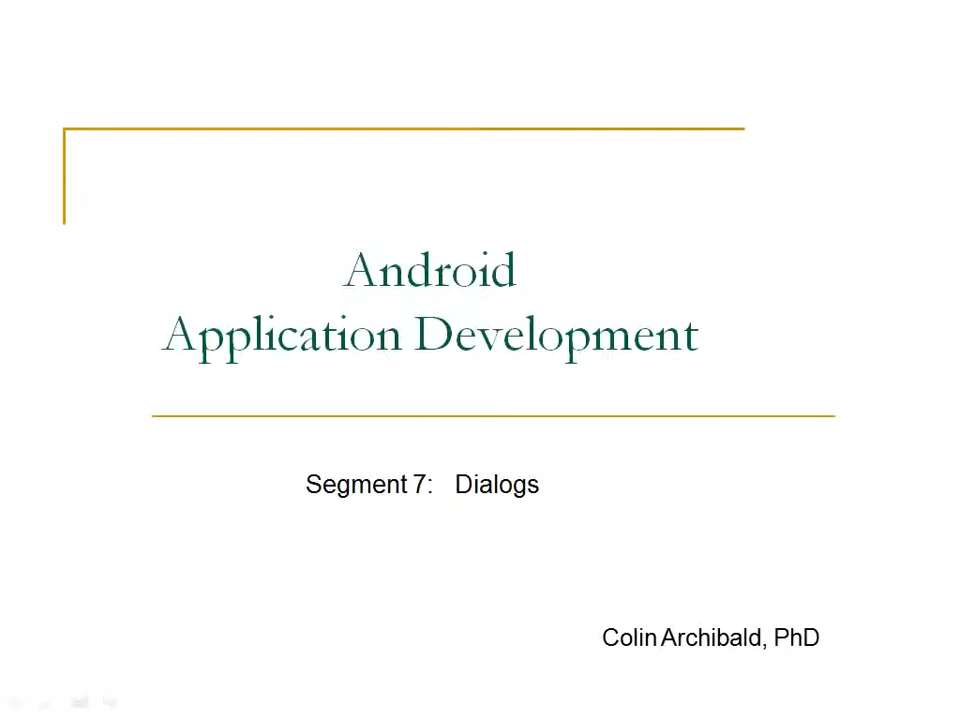 Android
Application Development
Segment 7: Dialogs
Colin Archibald, PhD